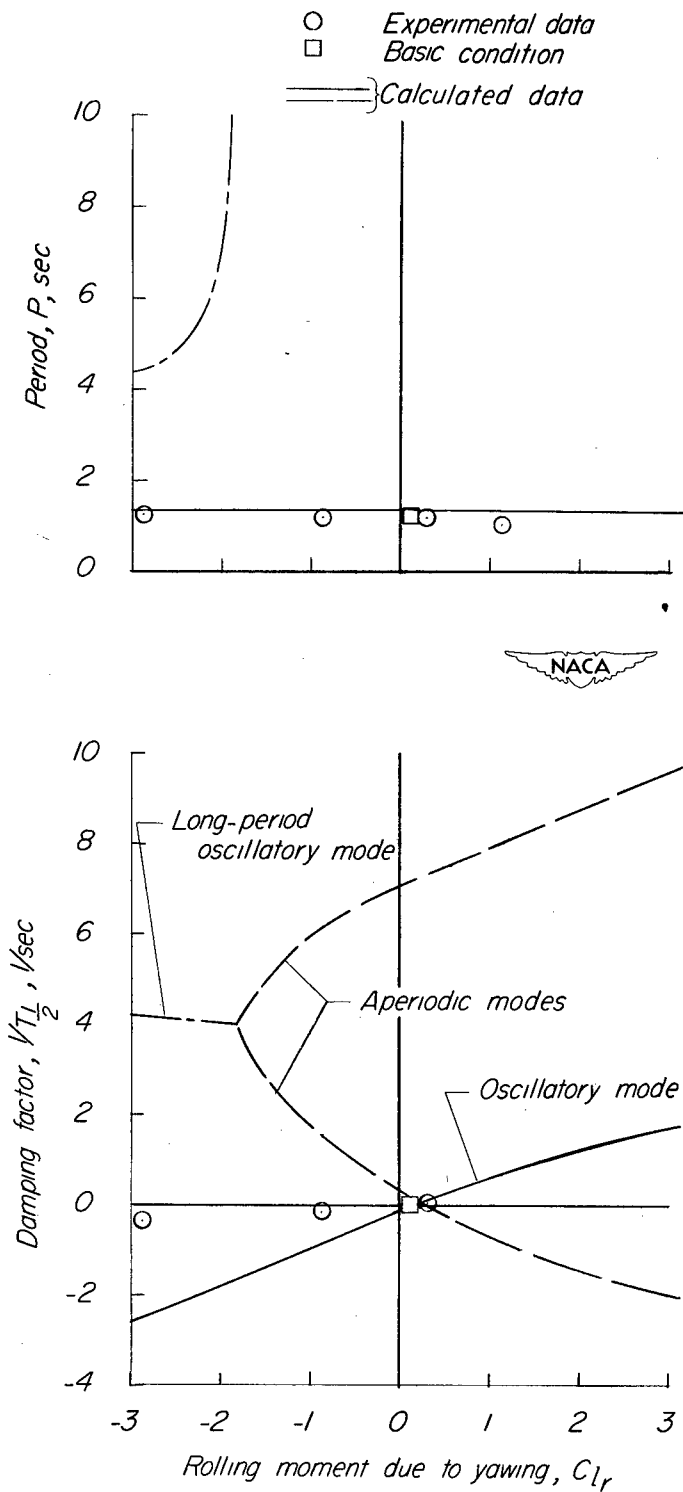 Experimental data
Basic condition
Calculated data
10
8
6
4
2
0
Period, P, sec
NACA
10
8
6
4
2
0
-2
-4
Damping factor, 1/T1/2, 1/sec
Long-period
oscillatory mode
Aperiodic modes
Oscillatory mode
-3 -2 -1 0 1 2 3
Rolling moment due to yawing, Clr